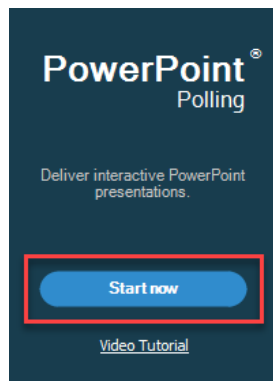 PowerPoint®
Polling
Deliver interactive PowerPoint
presentations.
Start now
Video Tutorial